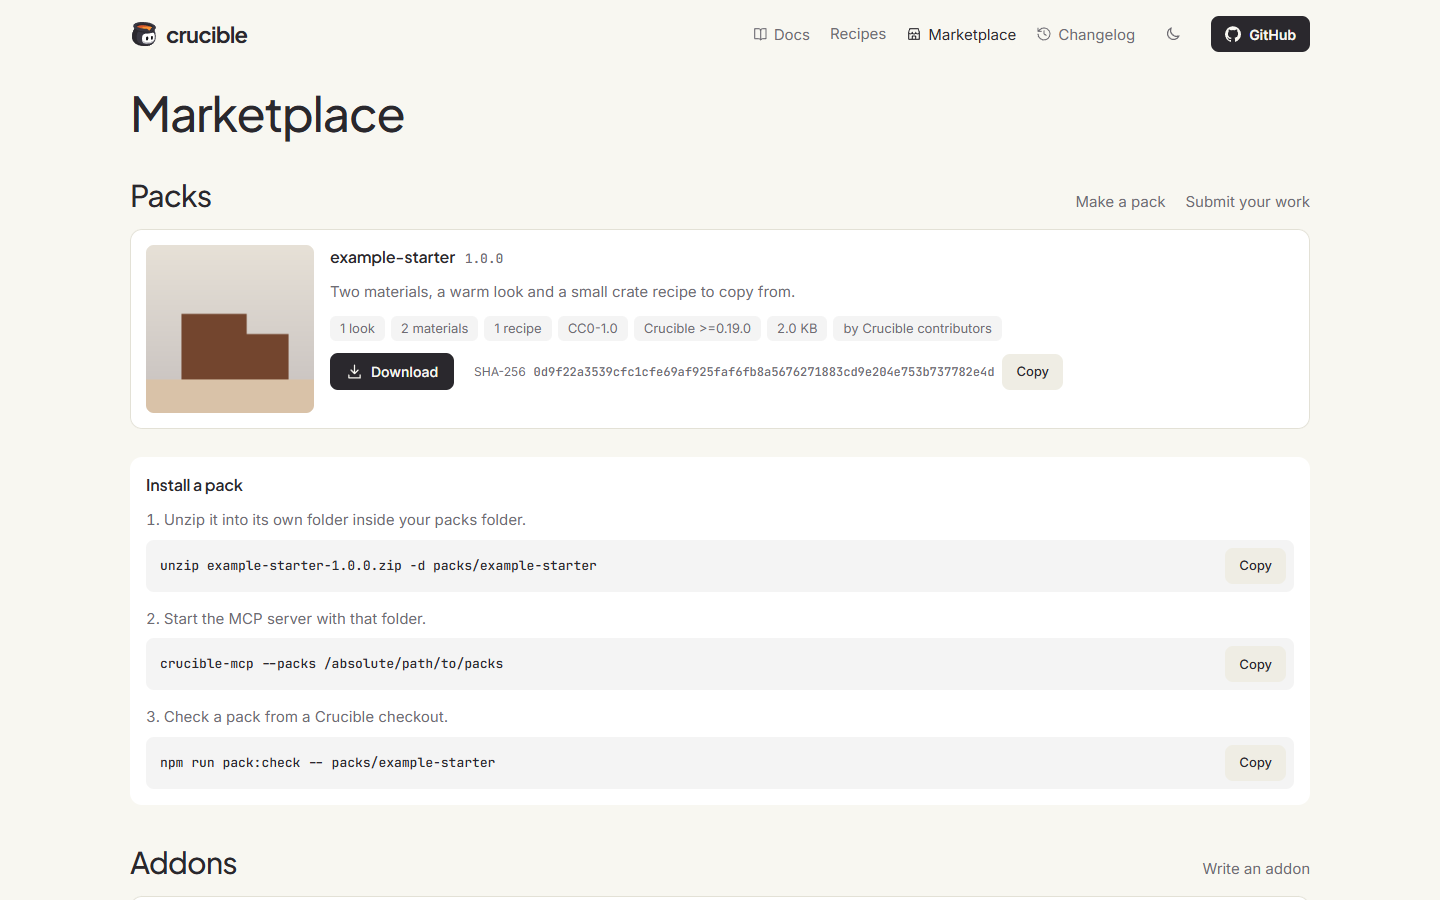 crucible
Docs Recipes Marketplace Changelog GitHub
Marketplace
Packs
Make a pack Submit your work
example-starter 1.0.0
Two materials, a warm look and a small crate recipe to copy from.
1 look 2 materials 1 recipe CC0-1.0 Crucible >=0.19.0 2.0 KB by Crucible contributors
Download SHA-256 0d9f22a3539cfc1cfe69af925faf6fb8a5676271883cd9e204e753b737782e4d Copy
Install a pack
1. Unzip it into its own folder inside your packs folder.
unzip example-starter-1.0.0.zip -d packs/example-starter Copy
2. Start the MCP server with that folder.
crucible-mcp --packs /absolute/path/to/packs Copy
3. Check a pack from a Crucible checkout.
npm run pack:check -- packs/example-starter Copy
Addons
Write an addon